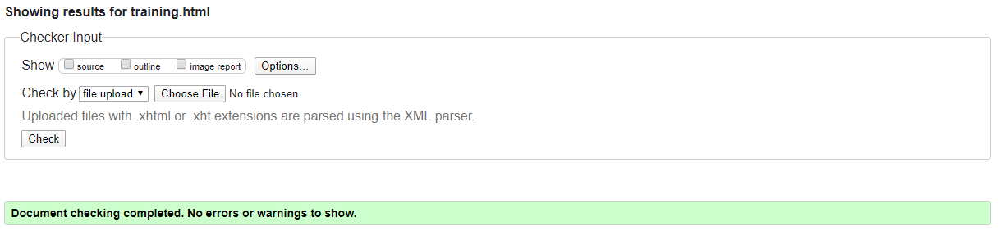 Showing results for training.html
Checker Input
Show source outline image report Options...
Check by file upload Choose File No file chosen
Uploaded files with .xhtml or .xht extensions are parsed using the XML parser.
Check
Document checking completed. No errors or warnings to show.